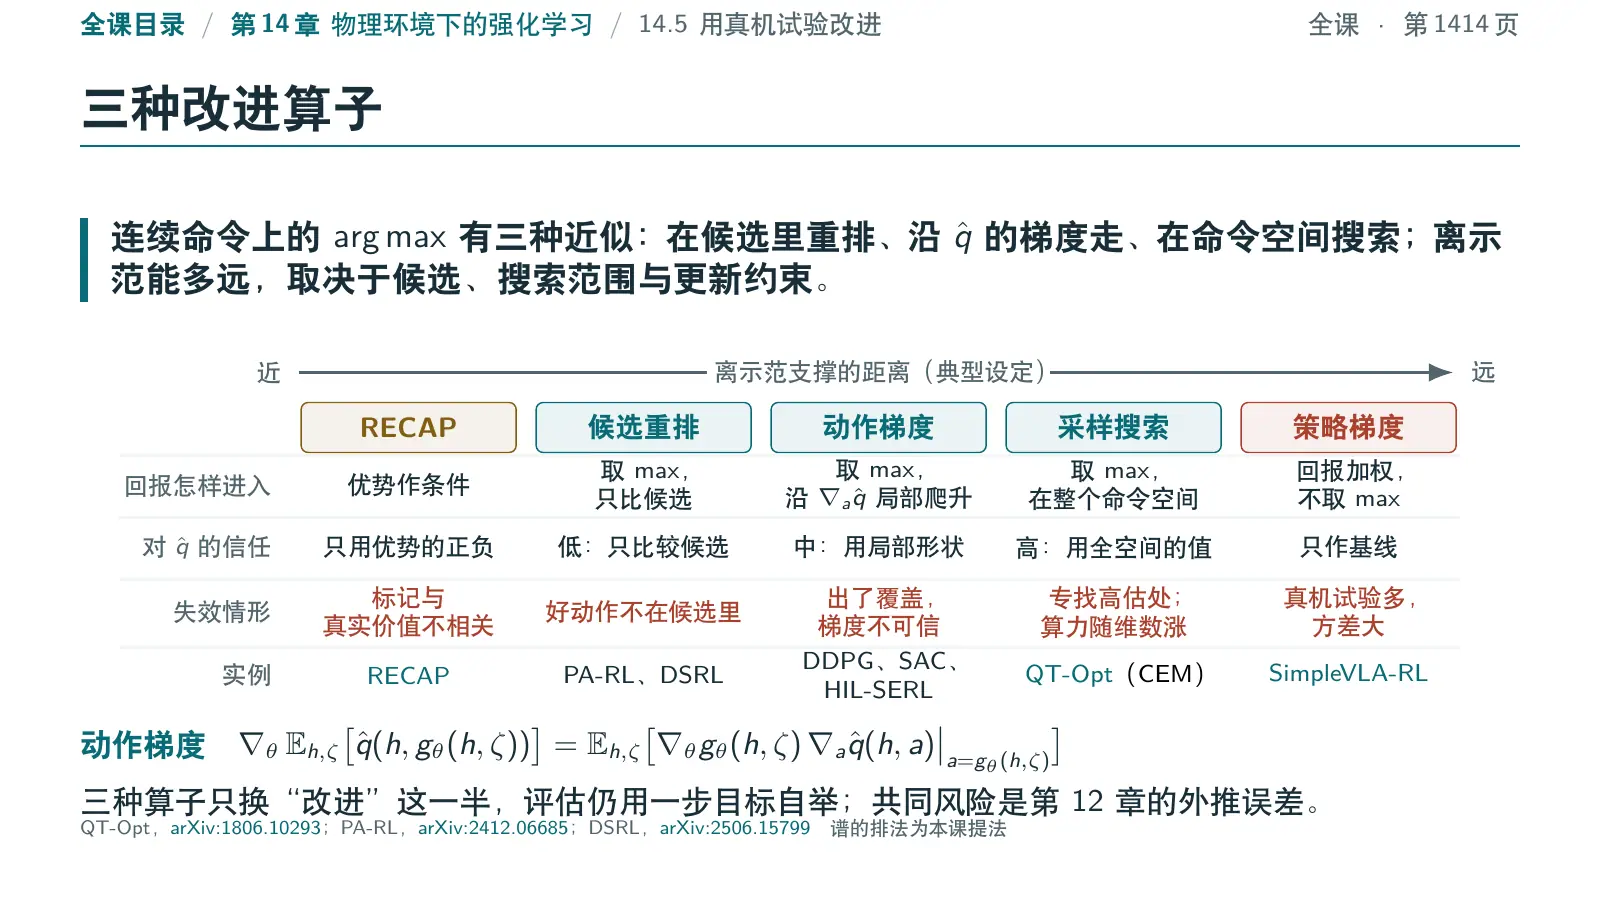 全课目录 / 第 14 章 物理环境下的强化学习 / 14.5 用真机试验改进 全课 · 第 1414 页
三种改进算子
连续命令上的 arg max 有三种近似：在候选里重排、沿 q̂ 的梯度走、在命令空间搜索；离示
范能多远，取决于候选、搜索范围与更新约束。
近 离示范支撑的距离（典型设定） 远
RECAP 候选重排 动作梯度 采样搜索 策略梯度
回报怎样进入 优势作条件 取 max，只比候选 取 max，沿 ∇ₐq̂ 局部爬升 取 max，在整个命令空间 回报加权，不取 max
对 q̂ 的信任 只用优势的正负 低：只比较候选 中：用局部形状 高：用全空间的值 只作基线
失效情形 标记与真实价值不相关 好动作不在候选里 出了覆盖，梯度不可信 专找高估处；算力随维数涨 真机试验多，方差大
实例 RECAP PA-RL、DSRL DDPG、SAC、HIL-SERL QT-Opt（CEM） SimpleVLA-RL
动作梯度 ∇_θ 𝔼_{h,ζ}[q̂(h, g_θ(h, ζ))] = 𝔼_{h,ζ}[∇_θ g_θ(h, ζ) ∇_a q̂(h, a)|_{a=g_θ(h,ζ)}]
三种算子只换“改进”这一半，评估仍用一步目标自举；共同风险是第 12 章的外推误差。
QT-Opt，arXiv:1806.10293；PA-RL，arXiv:2412.06685；DSRL，arXiv:2506.15799 谱的排法为本课提法